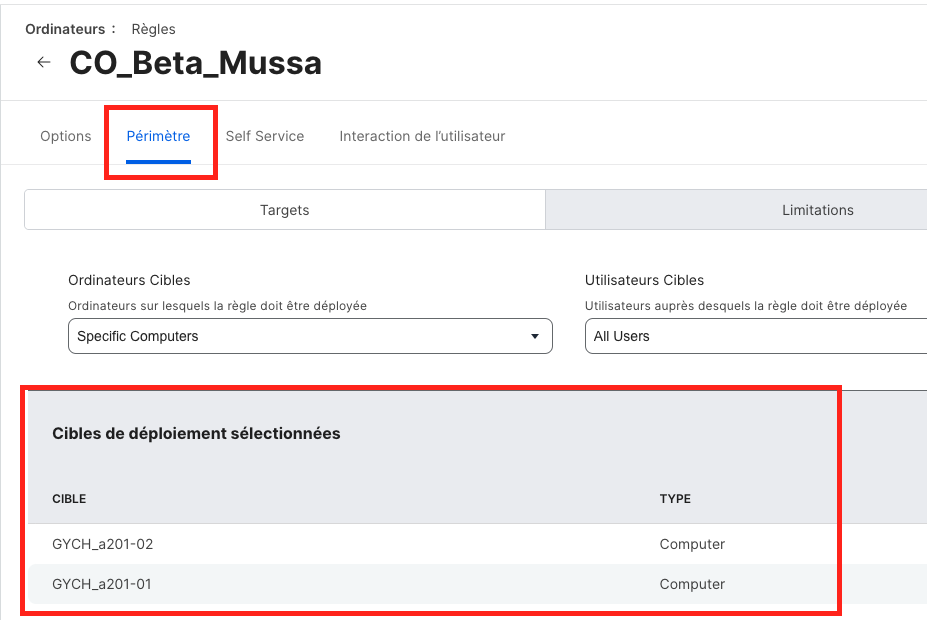 Ordinateurs : Règles
← CO_Beta_Mussa
Options Périmètre Self Service Interaction de l’utilisateur
Targets Limitations
Ordinateurs Cibles Utilisateurs Cibles
Ordinateurs sur lesquels la règle doit être déployée Utilisateurs auprès desquels la règle doit être déployée
Specific Computers All Users
Cibles de déploiement sélectionnées
CIBLE TYPE
GYCH_a201-02 Computer
GYCH_a201-01 Computer